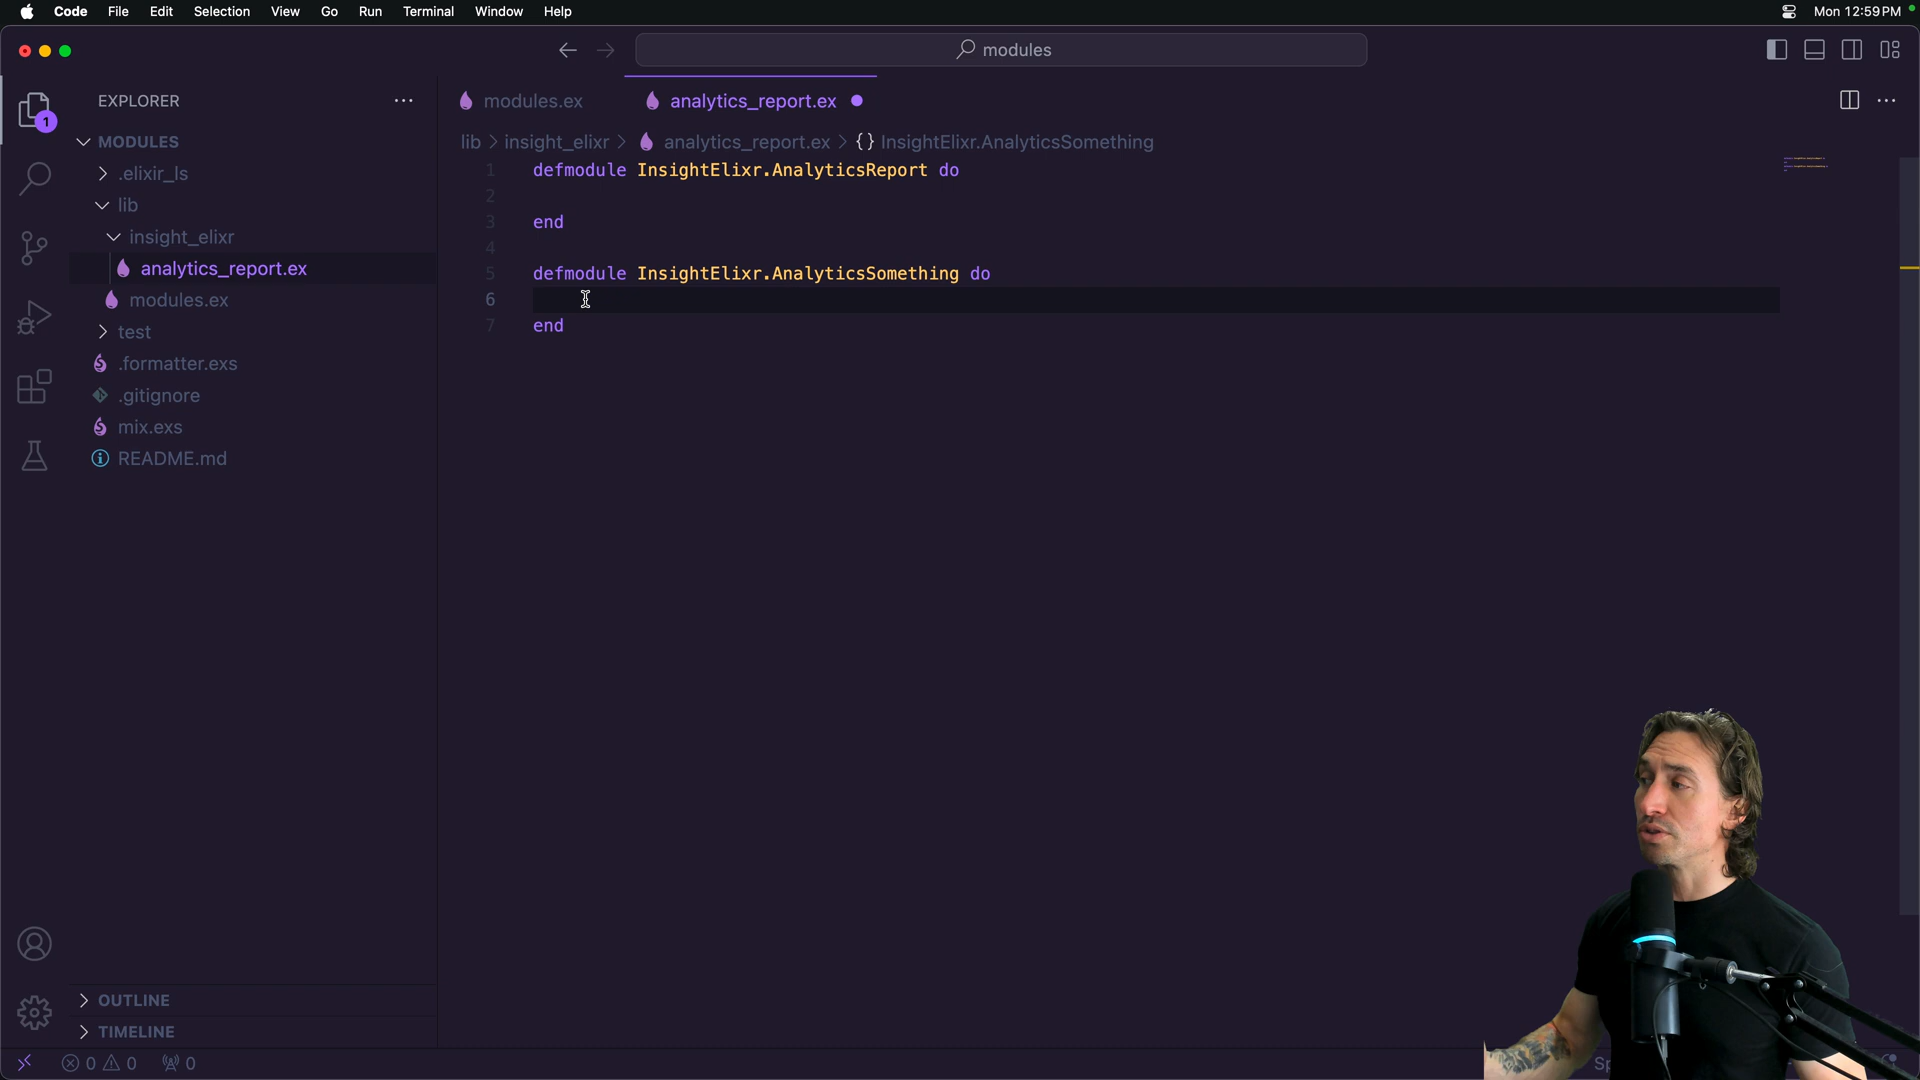 Code File Edit Selection View Go Run Terminal Window Help Mon 12:59 PM
modules
EXPLORER
1
MODULES
.elixir_ls
lib
insight_elixr
analytics_report.ex
modules.ex
test
.formatter.exs
.gitignore
mix.exs
README.md
OUTLINE
TIMELINE
modules.ex analytics_report.ex
lib > insight_elixr > analytics_report.ex > {} InsightElixr.AnalyticsSomething
1 defmodule InsightElixr.AnalyticsReport do
2
3 end
4
5 defmodule InsightElixr.AnalyticsSomething do
6
7 end
0 0 0